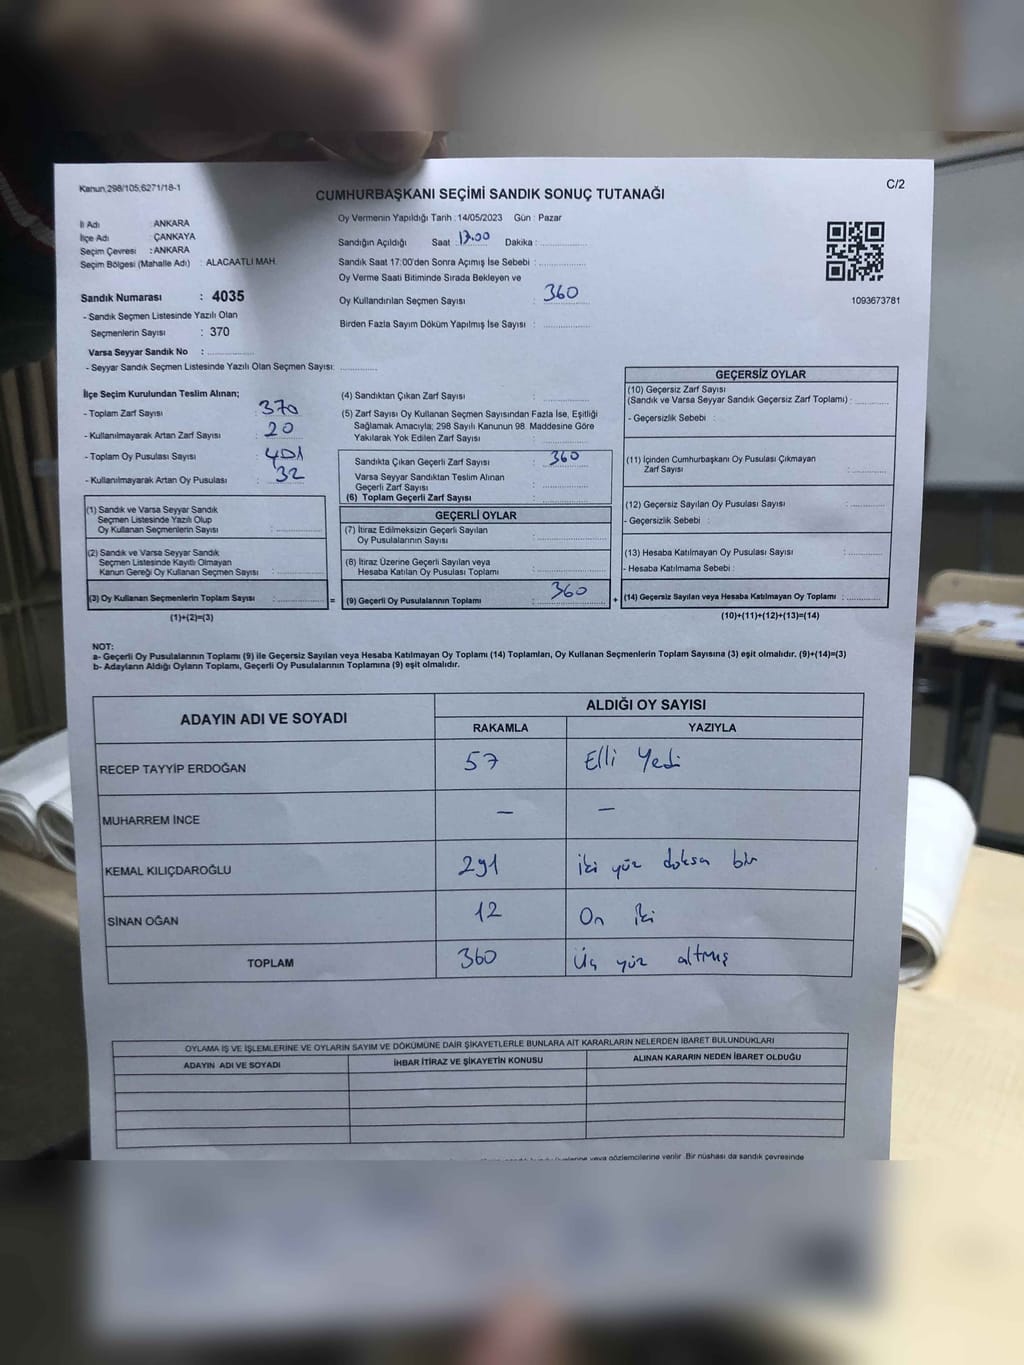 Kanun,298/105,6271/18-1
C/2
CUMHURBAŞKANI SEÇİMİ SANDIK SONUÇ TUTANAĞI
Oy Vermenin Yapıldığı Tarih :14/05/2023 Gün : Pazar
İl Adı : ANKARA
İlçe Adı : ÇANKAYA
Seçim Çevresi : ANKARA
Seçim Bölgesi (Mahalle Adı) : ALACAATLI MAH.
Sandığın Açıldığı Saat : 17.00 Dakika :
Sandık Saat 17:00'den Sonra Açımış İse Sebebi :
Oy Verme Saati Bitiminde Sırada Bekleyen ve
Oy Kullandırılan Seçmen Sayısı : 360
Birden Fazla Sayım Döküm Yapılmış İse Sayısı :
1093673781
Sandık Numarası : 4035
- Sandık Seçmen Listesinde Yazılı Olan
Seçmenlerin Sayısı : 370
Varsa Seyyar Sandık No :
- Seyyar Sandık Seçmen Listesinde Yazılı Olan Seçmen Sayısı:
İlçe Seçim Kurulundan Teslim Alınan;
- Toplam Zarf Sayısı : 370
- Kullanılmayarak Artan Zarf Sayısı : 20
- Toplam Oy Pusulası Sayısı : 401
- Kullanılmayarak Artan Oy Pusulası : 32
(1) Sandık ve Varsa Seyyar Sandık
Seçmen Listesinde Yazılı Olup
Oy Kullanan Seçmenlerin Sayısı :
(2) Sandık ve Varsa Seyyar Sandık
Seçmen Listesinde Kayıtlı Olmayan
Kanun Gereği Oy Kullanan Seçmen Sayısı :
(3) Oy Kullanan Seçmenlerin Toplam Sayısı : =
(1)+(2)=(3)
(4) Sandıktan Çıkan Zarf Sayısı :
(5) Zarf Sayısı Oy Kullanan Seçmen Sayısından Fazla İse, Eşitliği
Sağlamak Amacıyla; 298 Sayılı Kanunun 98. Maddesine Göre
Yakılarak Yok Edilen Zarf Sayısı :
Sandıkta Çıkan Geçerli Zarf Sayısı : 360
Varsa Seyyar Sandıktan Teslim Alınan
Geçerli Zarf Sayısı :
(6) Toplam Geçerli Zarf Sayısı :
GEÇERLİ OYLAR
(7) İtiraz Edilmeksizin Geçerli Sayılan
Oy Pusulalarının Sayısı :
(8) İtiraz Üzerine Geçerli Sayılan veya
Hesaba Katılan Oy Pusulası Toplamı :
(9) Geçerli Oy Pusulalarının Toplamı : 360 +
GEÇERSİZ OYLAR
(10) Geçersiz Zarf Sayısı
(Sandık ve Varsa Seyyar Sandık Geçersiz Zarf Toplamı) :
- Geçersizlik Sebebi :
(11) İçinden Cumhurbaşkanı Oy Pusulası Çıkmayan
Zarf Sayısı :
(12) Geçersiz Sayılan Oy Pusulası Sayısı :
- Geçersizlik Sebebi :
(13) Hesaba Katılmayan Oy Pusulası Sayısı :
- Hesaba Katılmama Sebebi :
(14) Geçersiz Sayılan veya Hesaba Katılmayan Oy Toplamı :
(10)+(11)+(12)+(13)=(14)
NOT:
a- Geçerli Oy Pusulalarının Toplamı (9) ile Geçersiz Sayılan veya Hesaba Katılmayan Oy Toplamı (14) Toplamları, Oy Kullanan Seçmenlerin Toplam Sayısına (3) eşit olmalıdır. (9)+(14)=(3)
b- Adayların Aldığı Oyların Toplamı, Geçerli Oy Pusulalarının Toplamına (9) eşit olmalıdır.
ADAYIN ADI VE SOYADI
ALDIĞI OY SAYISI
RAKAMLA YAZIYLA
RECEP TAYYİP ERDOĞAN 57 Elli Yedi
MUHARREM İNCE — —
KEMAL KILIÇDAROĞLU 291 iki yüz doksan bir
SİNAN OĞAN 12 On iki
TOPLAM 360 Üç yüz altmış
OYLAMA İŞ VE İŞLEMLERİNE VE OYLARIN SAYIM VE DÖKÜMÜNE DAİR ŞİKAYETLERLE BUNLARA AİT KARARLARIN NELERDEN İBARET BULUNDUKLARI
ADAYIN ADI VE SOYADI İHBAR İTİRAZ VE ŞİKAYETİN KONUSU ALINAN KARARIN NEDEN İBARET OLDUĞU
veya gözlemcilerine verilir. Bir nüshası da sandık çevresinde